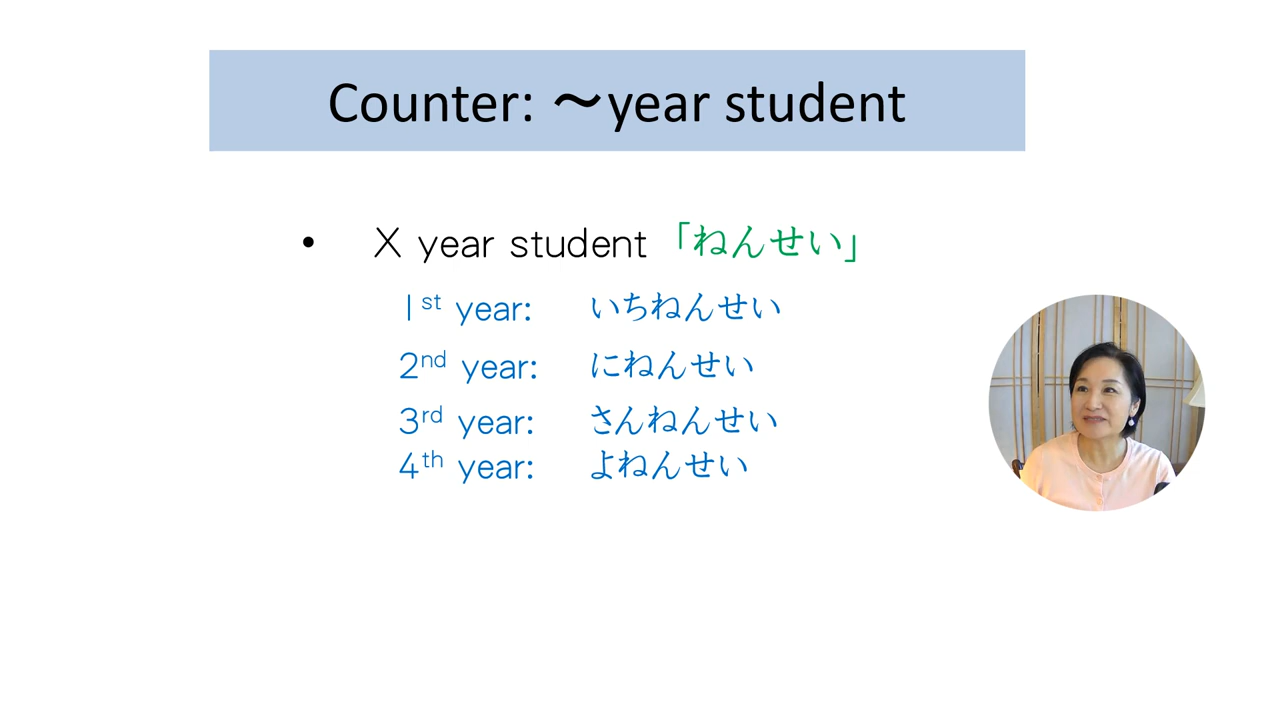 Counter: ～year student
• X year student「ねんせい」
1st year: いちねんせい
2nd year: にねんせい
3rd year: さんねんせい
4th year: よねんせい